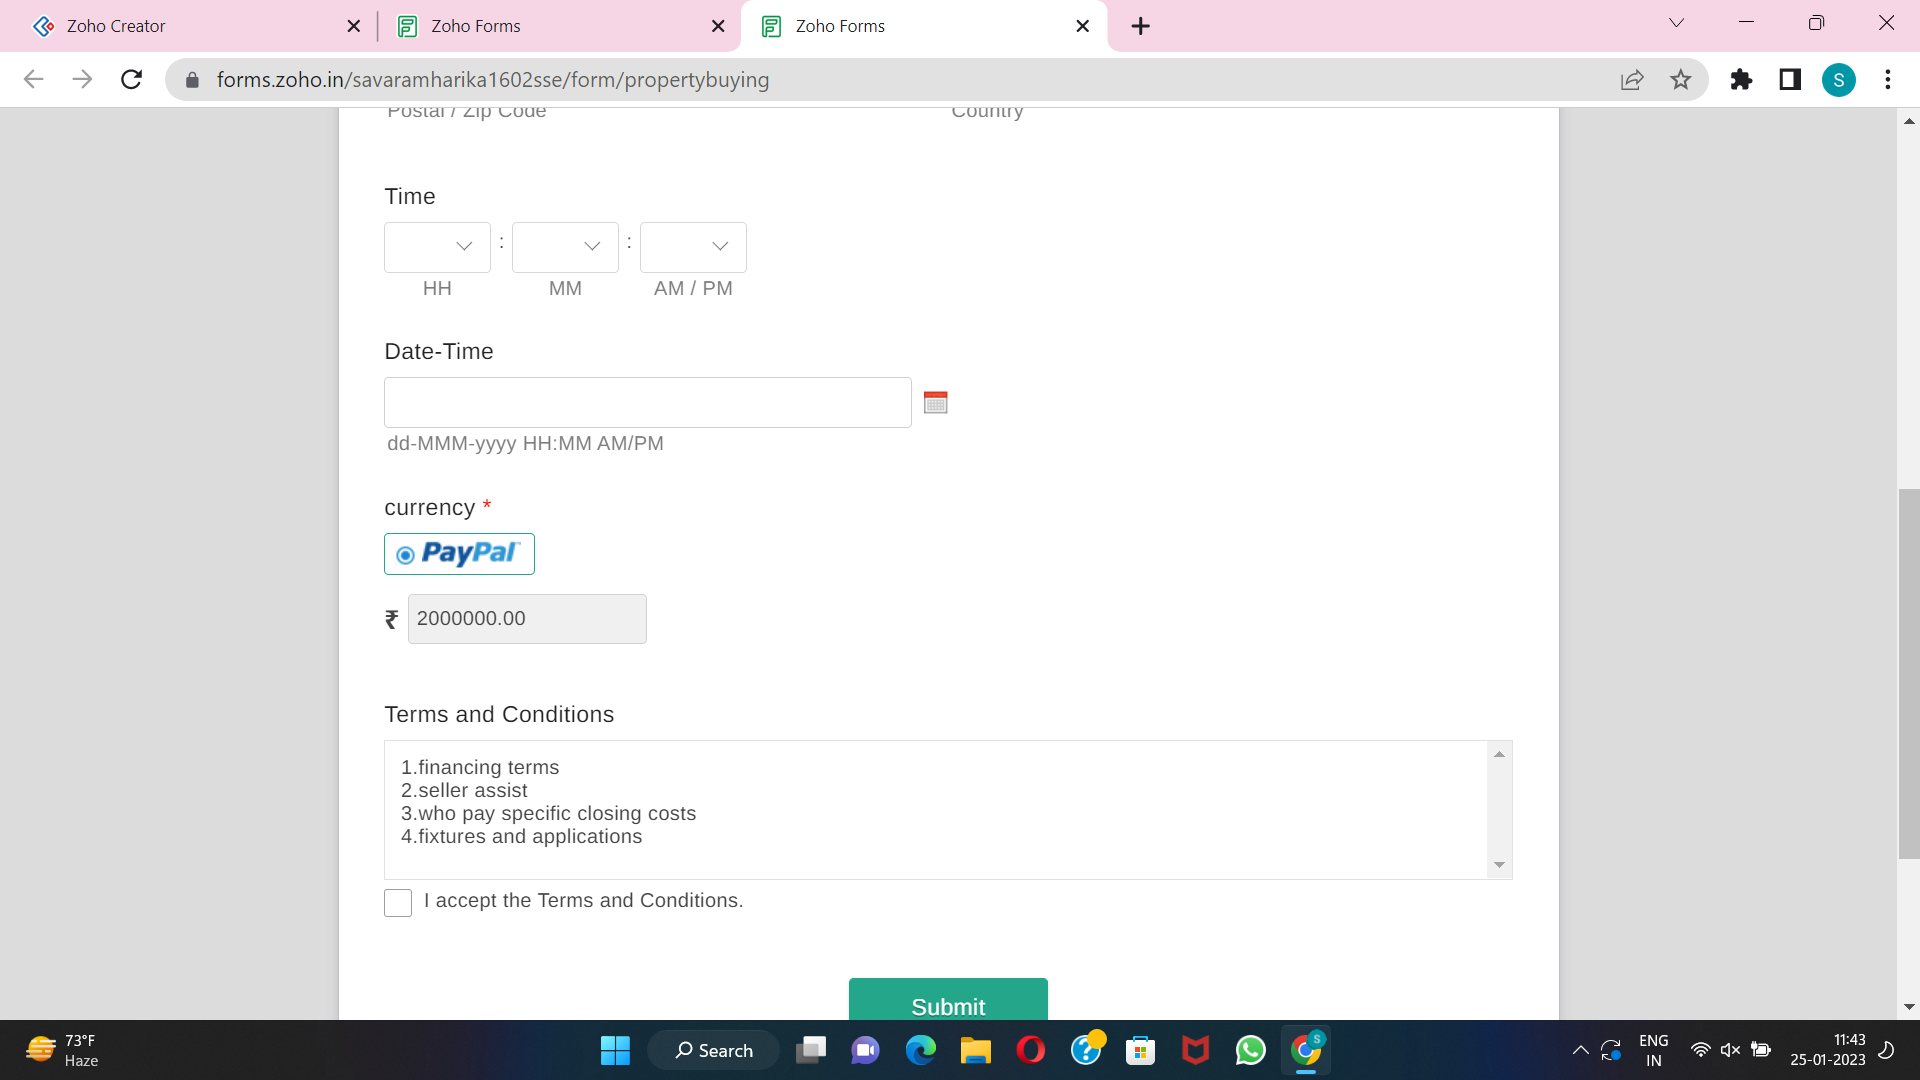 Zoho Creator
Zoho Forms
Zoho Forms
forms.zoho.in/savaramharika1602sse/form/propertybuying
S
Postal / Zip Code
Country
Time
: :
HH MM AM / PM
Date-Time
dd-MMM-yyyy HH:MM AM/PM
currency *
PayPal™
₹ 2000000.00
Terms and Conditions
1.financing terms
2.seller assist
3.who pay specific closing costs
4.fixtures and applications
I accept the Terms and Conditions.
Submit
73°F
Haze
Search
S
ENG
IN
11:43
25-01-2023